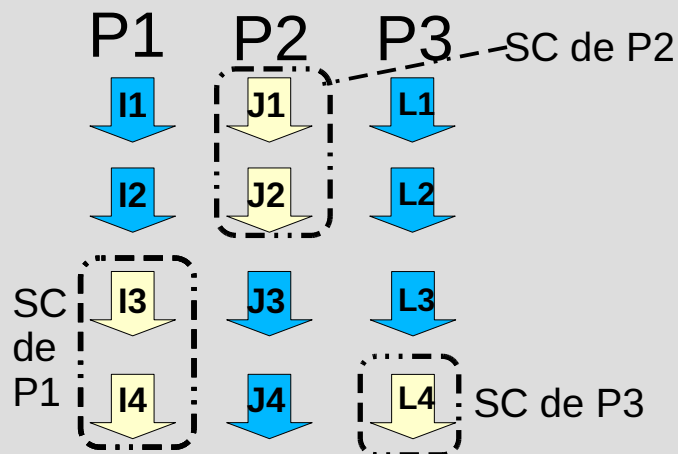 P1 P2 P3
SC de P2
I1 J1 L1
I2 J2 L2
I3 J3 L3
SC
de
P1
I4 J4 L4
SC de P3